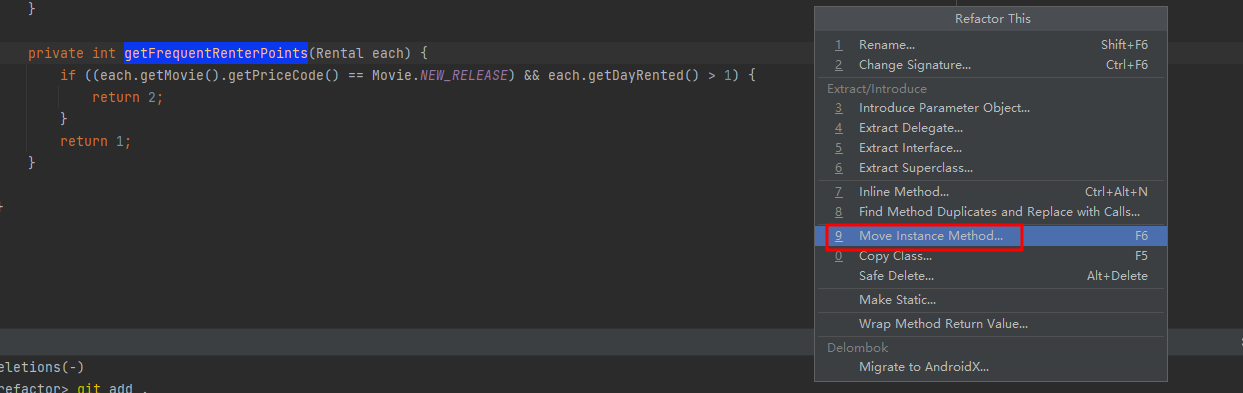 }
private int getFrequentRenterPoints(Rental each) {
if ((each.getMovie().getPriceCode() == Movie.NEW_RELEASE) && each.getDayRented() > 1) {
return 2;
}
return 1;
}
eletions(-)
refactor> git add .
Refactor This
1 Rename... Shift+F6
2 Change Signature... Ctrl+F6
Extract/Introduce
3 Introduce Parameter Object...
4 Extract Delegate...
5 Extract Interface...
6 Extract Superclass...
7 Inline Method... Ctrl+Alt+N
8 Find Method Duplicates and Replace with Calls...
9 Move Instance Method... F6
0 Copy Class... F5
Safe Delete... Alt+Delete
Make Static...
Wrap Method Return Value...
Delombok
Migrate to AndroidX...